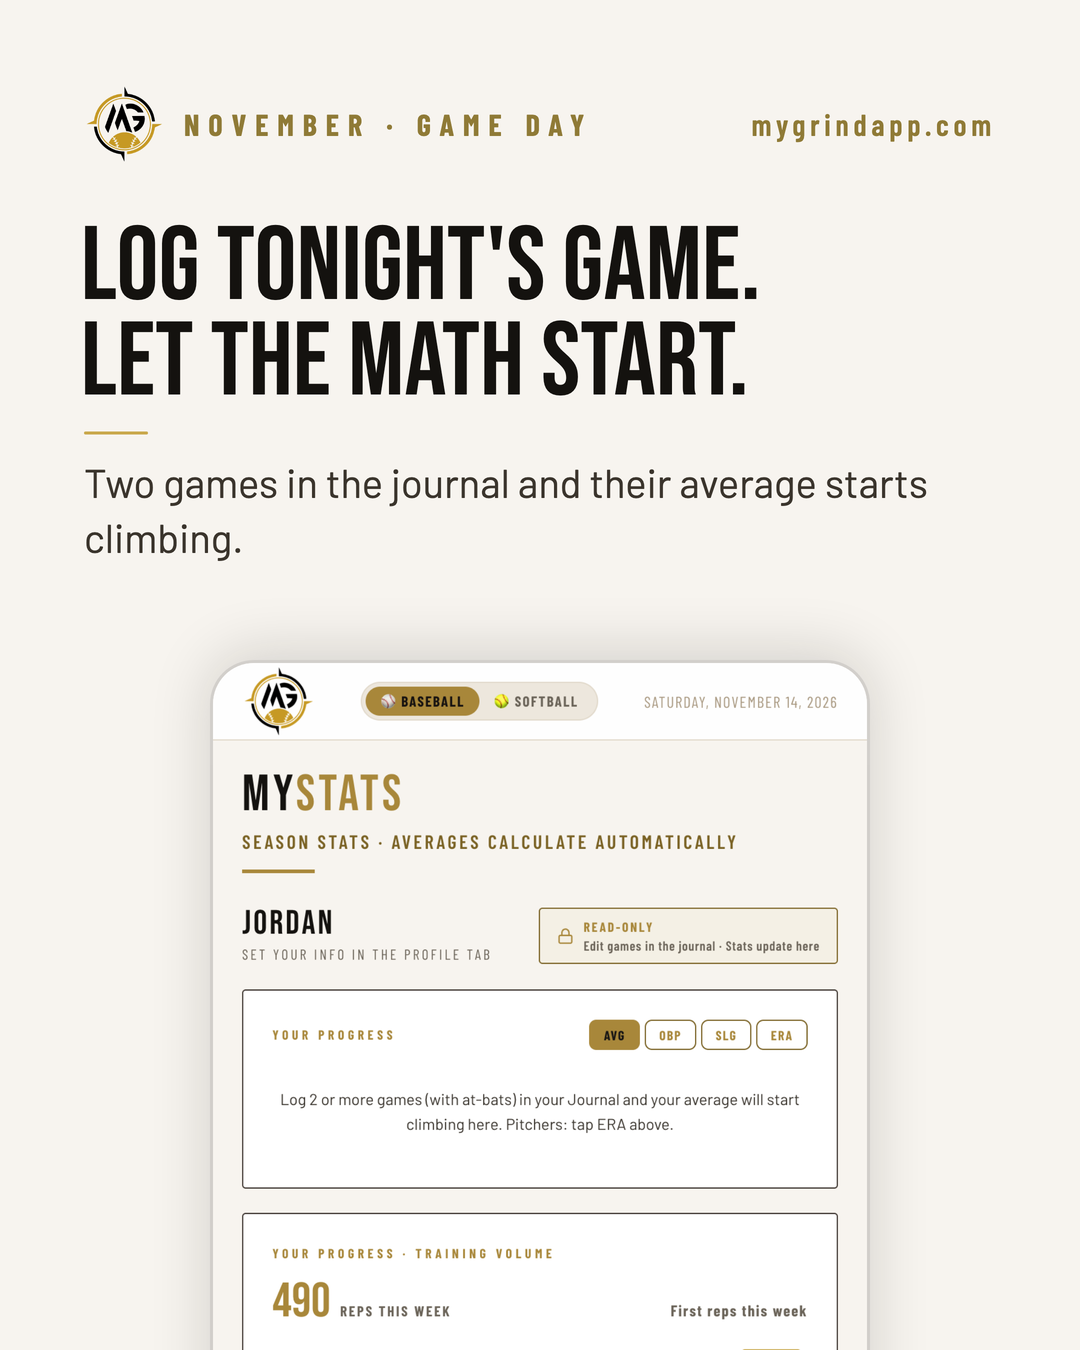 MG NOVEMBER · GAME DAY mygrindapp.com
LOG TONIGHT'S GAME.
LET THE MATH START.
Two games in the journal and their average starts
climbing.
MG BASEBALL SOFTBALL SATURDAY, NOVEMBER 14, 2026
MYSTATS
SEASON STATS · AVERAGES CALCULATE AUTOMATICALLY
JORDAN
SET YOUR INFO IN THE PROFILE TAB
READ-ONLY
Edit games in the journal · Stats update here
YOUR PROGRESS AVG OBP SLG ERA
Log 2 or more games (with at-bats) in your Journal and your average will start
climbing here. Pitchers: tap ERA above.
YOUR PROGRESS · TRAINING VOLUME
490 REPS THIS WEEK First reps this week